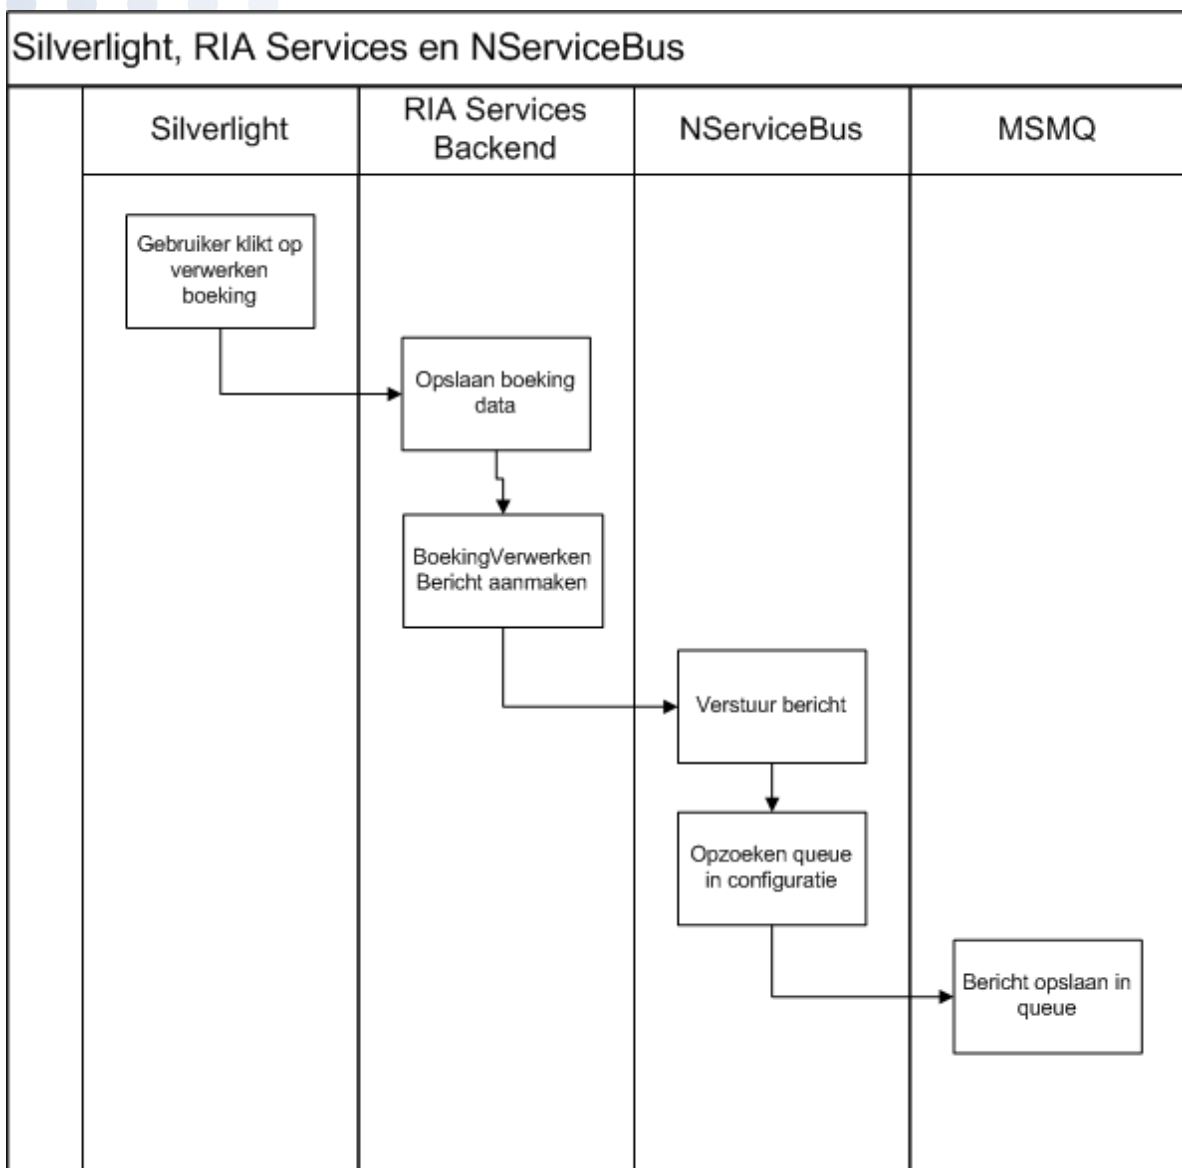 Silverlight, RIA Services en NServiceBus
Silverlight
RIA Services
Backend
NServiceBus
MSMQ
Gebruiker klikt op
verwerken
boeking
Opslaan boeking
data
BoekingVerwerken
Bericht aanmaken
Verstuur bericht
Opzoeken queue
in configuratie
Bericht opslaan in
queue